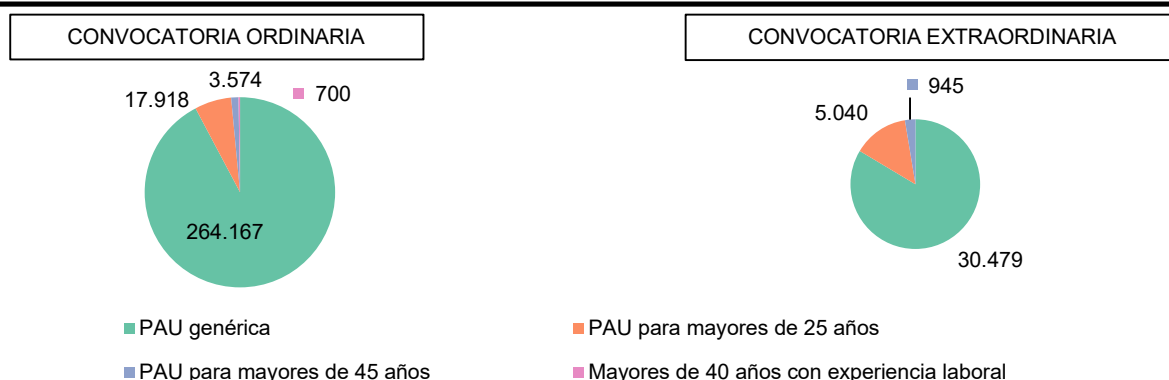 CONVOCATORIA ORDINARIA
CONVOCATORIA EXTRAORDINARIA
3.574
700
17.918
264.167
945
5.040
30.479
PAU genérica
PAU para mayores de 25 años
PAU para mayores de 45 años
Mayores de 40 años con experiencia laboral